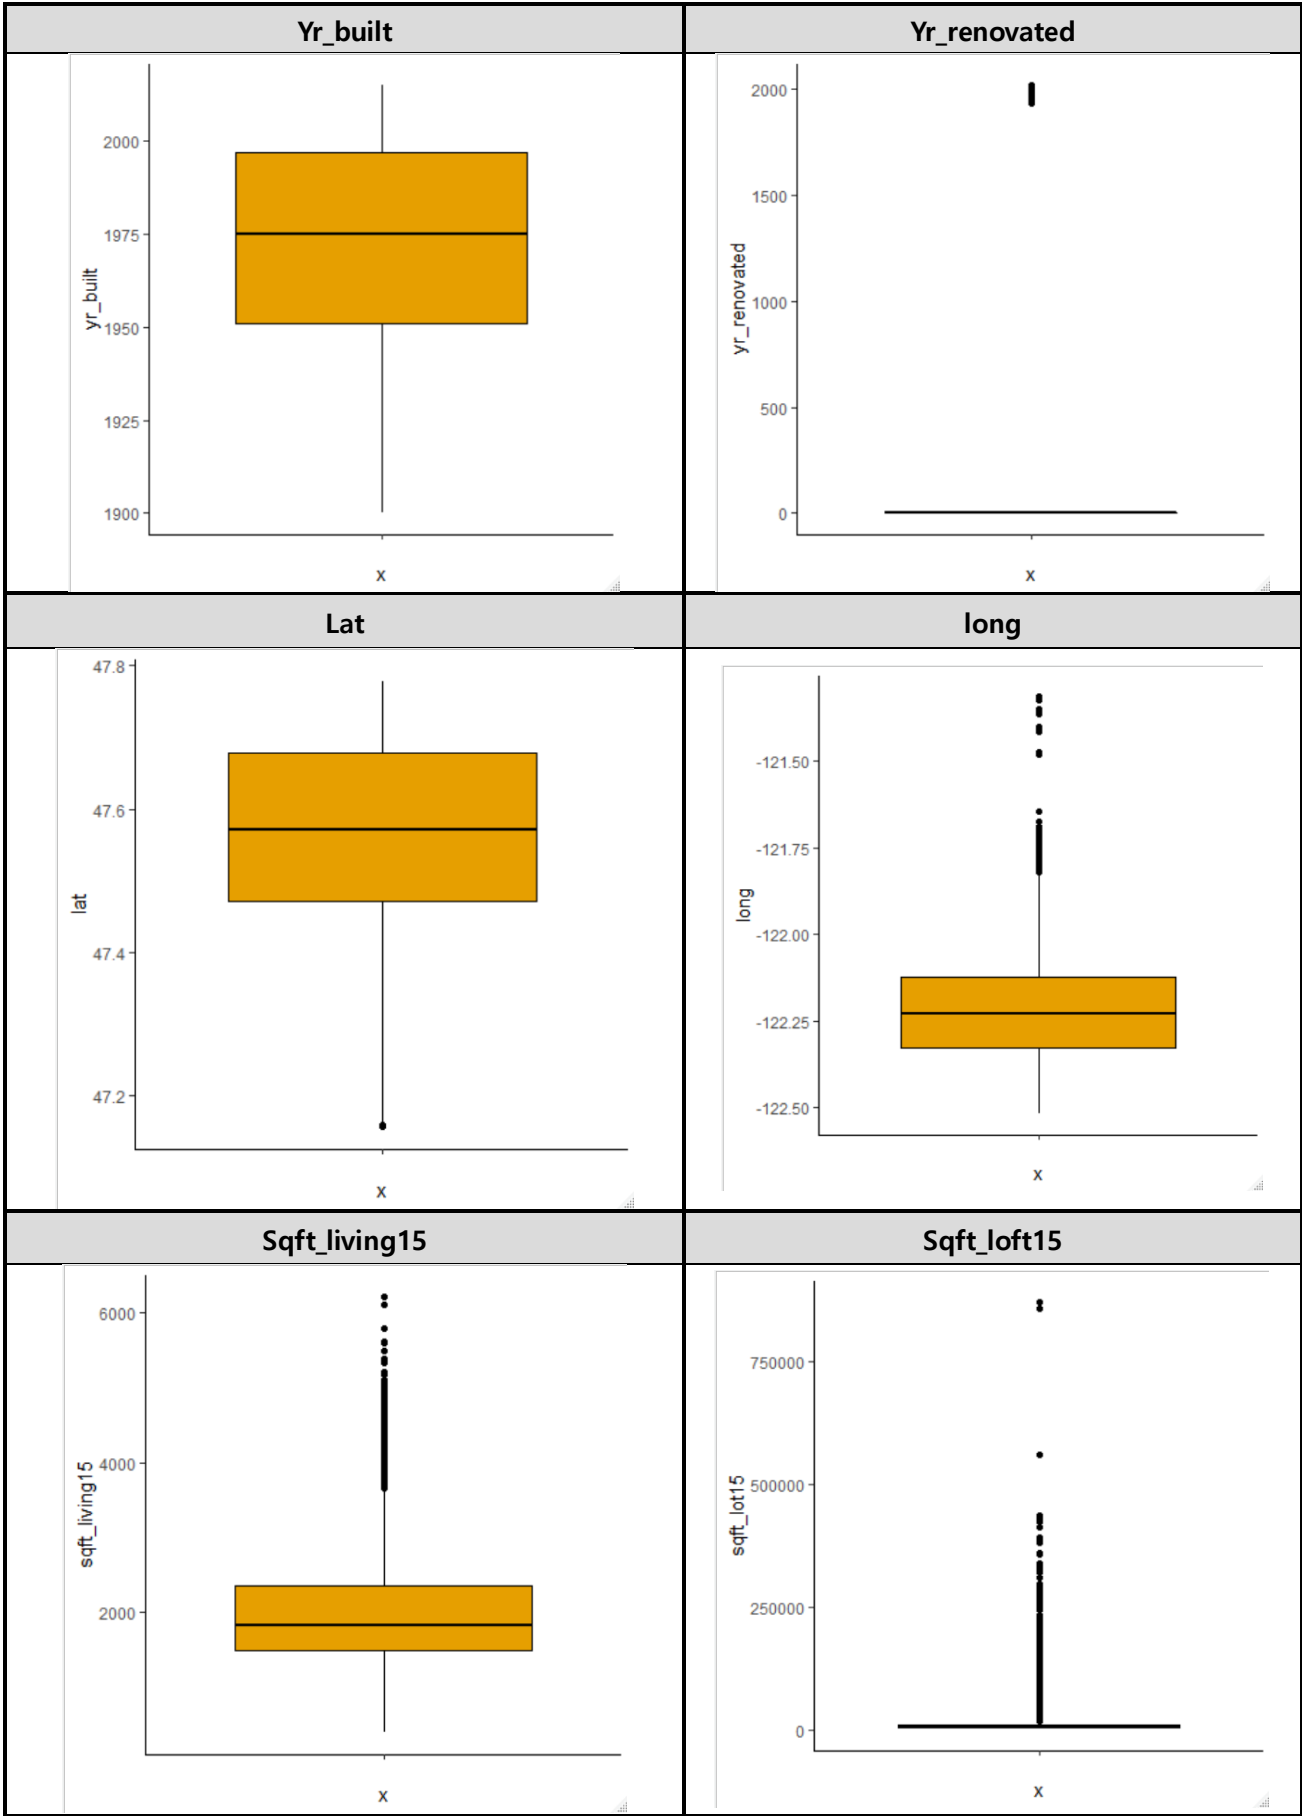 Yr_built
Yr_renovated
2000
1975
1950
1925
1900
yr_built
x
2000
1500
1000
500
0
yr_renovated
x
Lat
long
47.8
47.6
47.4
47.2
lat
x
-121.50
-121.75
-122.00
-122.25
-122.50
long
x
Sqft_living15
Sqft_loft15
6000
4000
2000
sqft_living15
x
750000
500000
250000
0
sqft_lot15
x